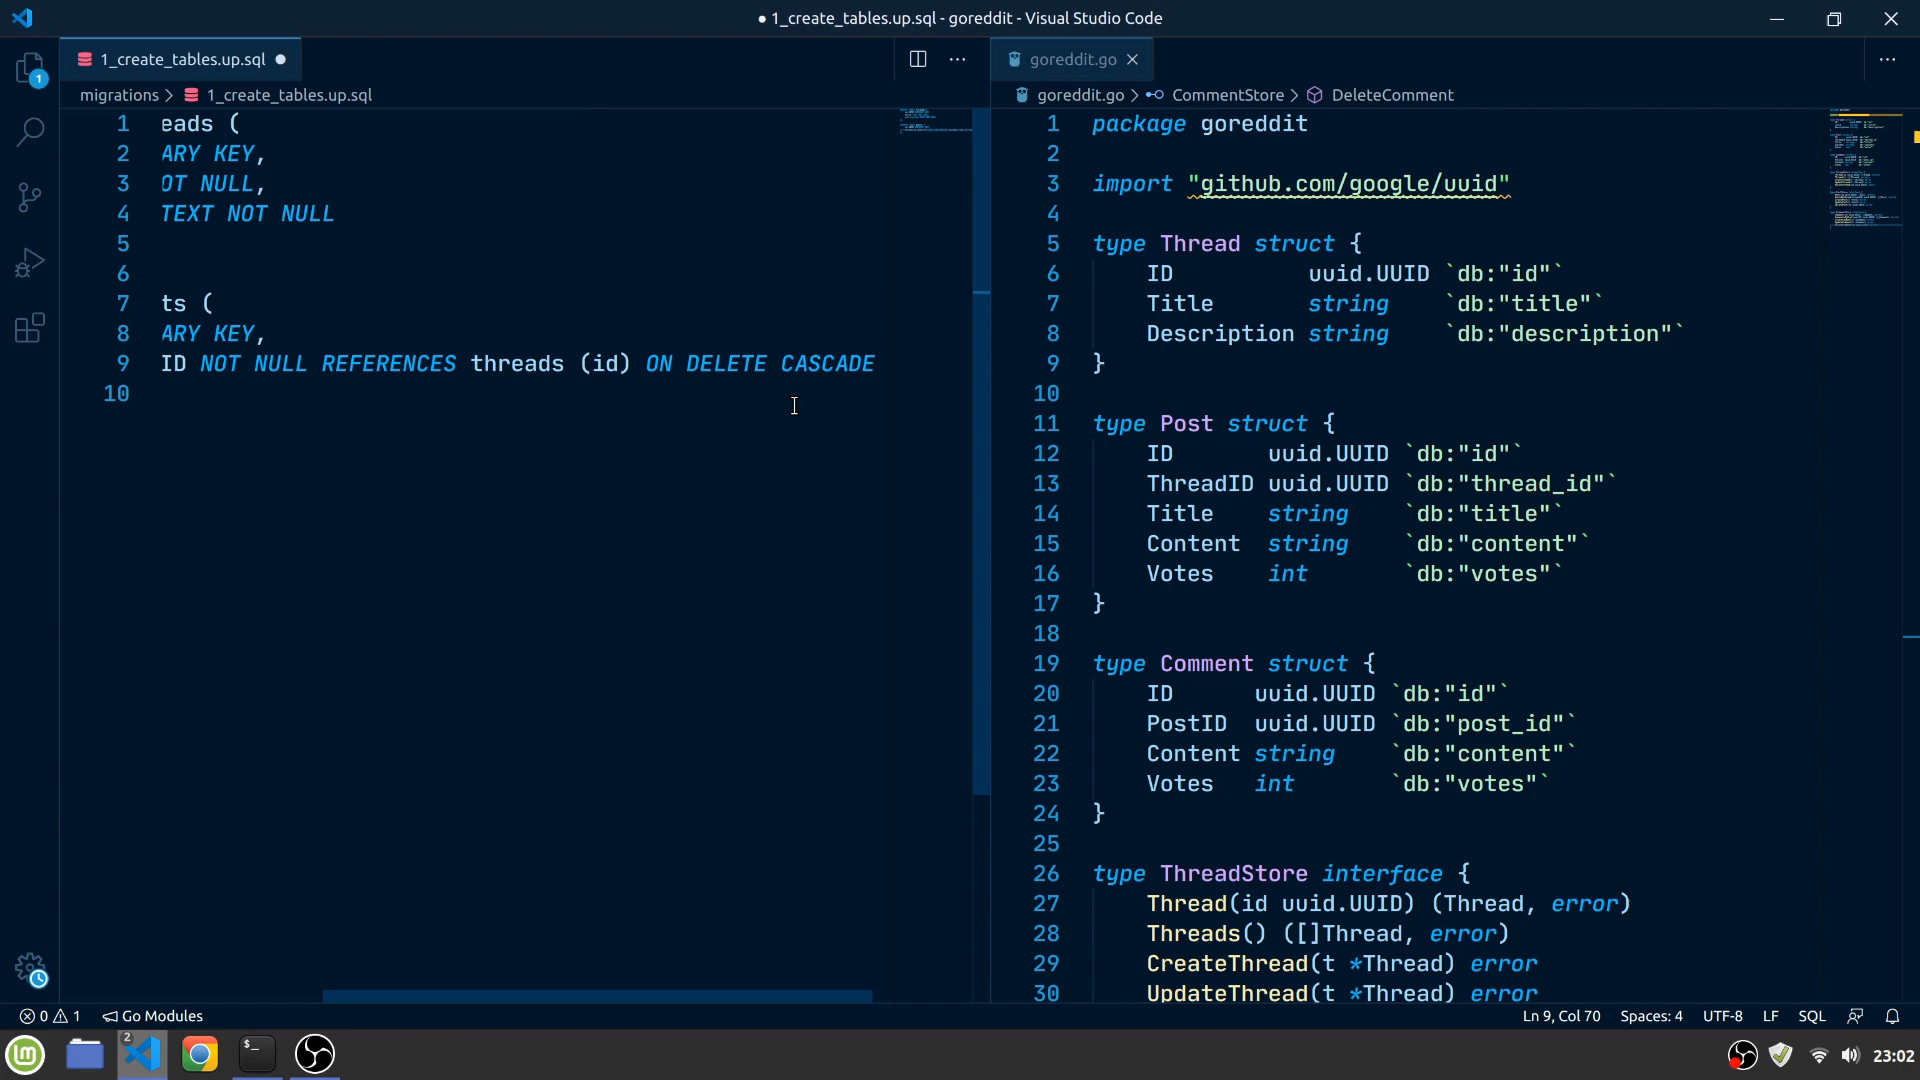 ● 1_create_tables.up.sql - goreddit - Visual Studio Code
1_create_tables.up.sql
migrations > 1_create_tables.up.sql
1 eads (
2 ARY KEY,
3 OT NULL,
4 TEXT NOT NULL
5
6
7 ts (
8 ARY KEY,
9 ID NOT NULL REFERENCES threads (id) ON DELETE CASCADE
10
goreddit.go
goreddit.go > CommentStore > DeleteComment
1 package goreddit
2
3 import "github.com/google/uuid"
4
5 type Thread struct {
6 ID uuid.UUID `db:"id"`
7 Title string `db:"title"`
8 Description string `db:"description"`
9 }
10
11 type Post struct {
12 ID uuid.UUID `db:"id"`
13 ThreadID uuid.UUID `db:"thread_id"`
14 Title string `db:"title"`
15 Content string `db:"content"`
16 Votes int `db:"votes"`
17 }
18
19 type Comment struct {
20 ID uuid.UUID `db:"id"`
21 PostID uuid.UUID `db:"post_id"`
22 Content string `db:"content"`
23 Votes int `db:"votes"`
24 }
25
26 type ThreadStore interface {
27 Thread(id uuid.UUID) (Thread, error)
28 Threads() ([]Thread, error)
29 CreateThread(t *Thread) error
30 UpdateThread(t *Thread) error
1
0 1 Go Modules
Ln 9, Col 70 Spaces: 4 UTF-8 LF SQL
2
23:02